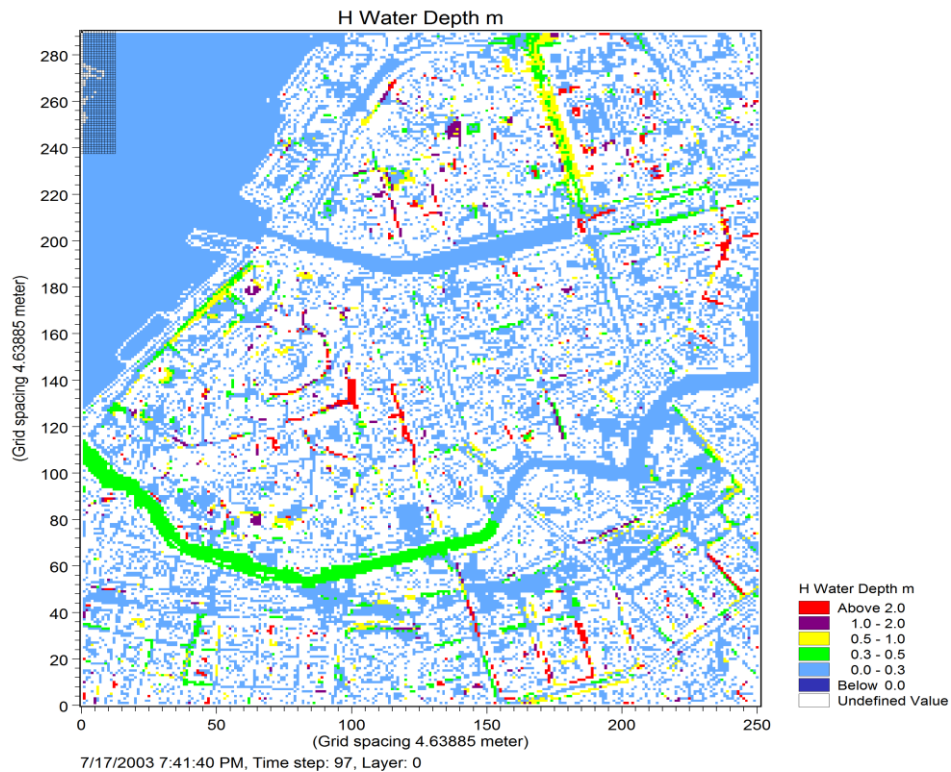 H Water Depth m
280
260
240
220
200
180
160
140
120
100
80
60
40
20
0
(Grid spacing 4.63885 meter)
0 50 100 150 200 250
(Grid spacing 4.63885 meter)
7/17/2003 7:41:40 PM, Time step: 97, Layer: 0
H Water Depth m
Above 2.0
1.0 - 2.0
0.5 - 1.0
0.3 - 0.5
0.0 - 0.3
Below 0.0
Undefined Value